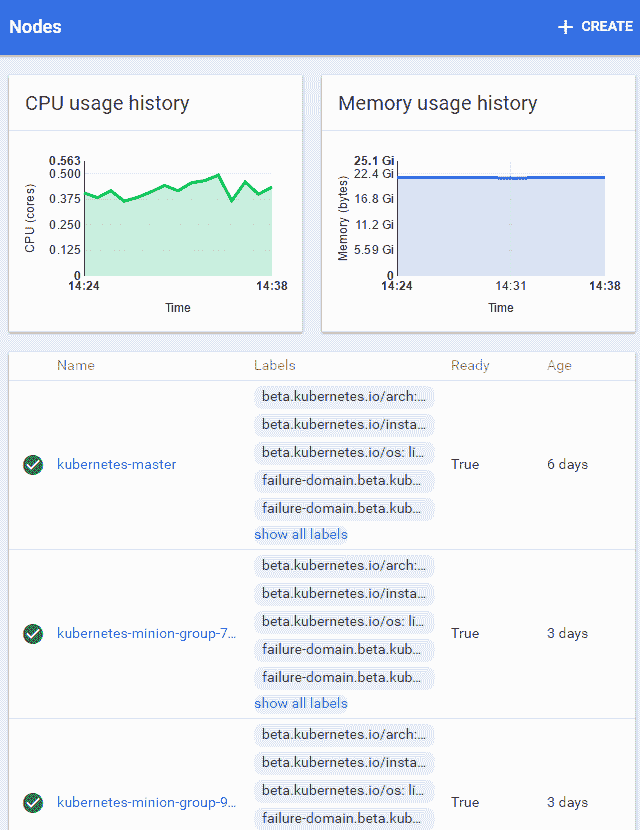 Nodes
+ CREATE
CPU usage history
Memory usage history
CPU (cores)
0.563
0.500
0.375
0.250
0.125
0
14:24
14:38
Time
Memory (bytes)
25.1 Gi
22.4 Gi
16.8 Gi
11.2 Gi
5.59 Gi
0
14:24
14:31
14:38
Time
Name
Labels
Ready
Age
beta.kubernetes.io/arch:...
beta.kubernetes.io/insta...
beta.kubernetes.io/os: li...
kubernetes-master
True
6 days
failure-domain.beta.kub...
failure-domain.beta.kub...
show all labels
beta.kubernetes.io/arch:...
beta.kubernetes.io/insta...
beta.kubernetes.io/os: li...
kubernetes-minion-group-7...
True
3 days
failure-domain.beta.kub...
failure-domain.beta.kub...
show all labels
beta.kubernetes.io/arch:...
beta.kubernetes.io/insta...
beta.kubernetes.io/os: li...
kubernetes-minion-group-9...
True
3 days
failure-domain.beta.kub...